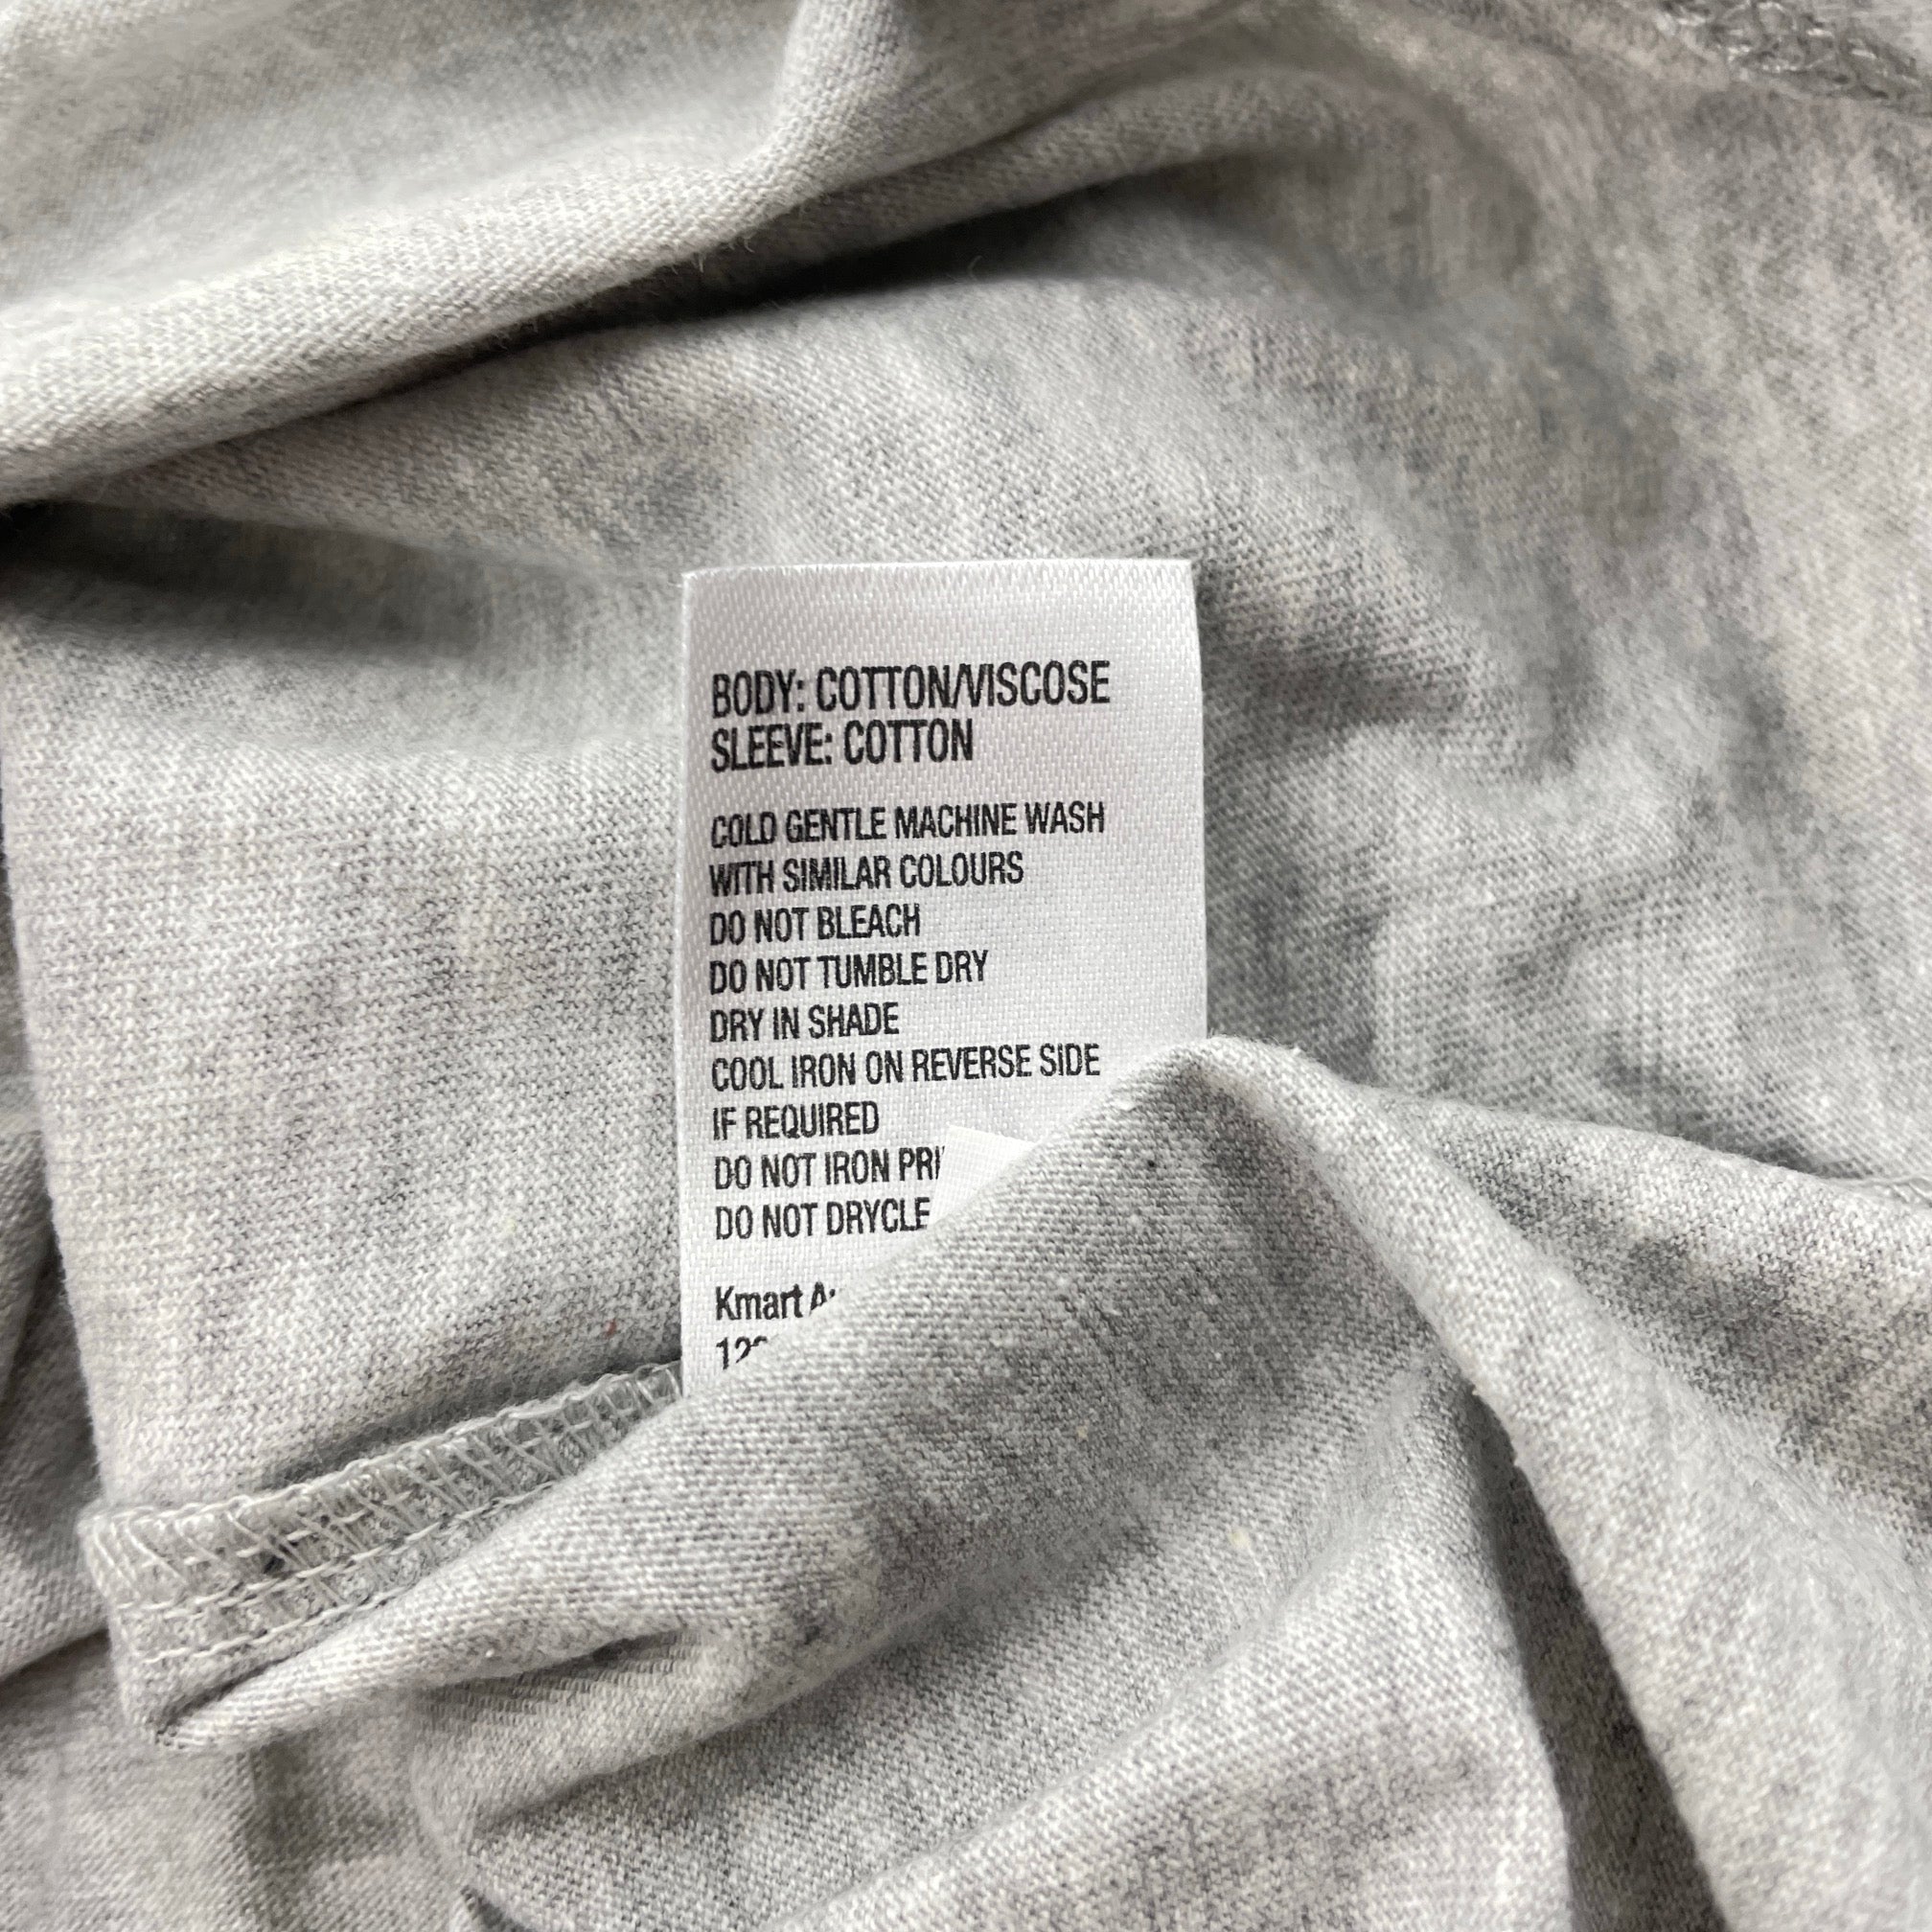 BODY: COTTON/VISCOSE
SLEEVE: COTTON
COLD GENTLE MACHINE WASH
WITH SIMILAR COLOURS
DO NOT BLEACH
DO NOT TUMBLE DRY
DRY IN SHADE
COOL IRON ON REVERSE SIDE
IF REQUIRED
DO NOT IRON
DO NOT
Kmart